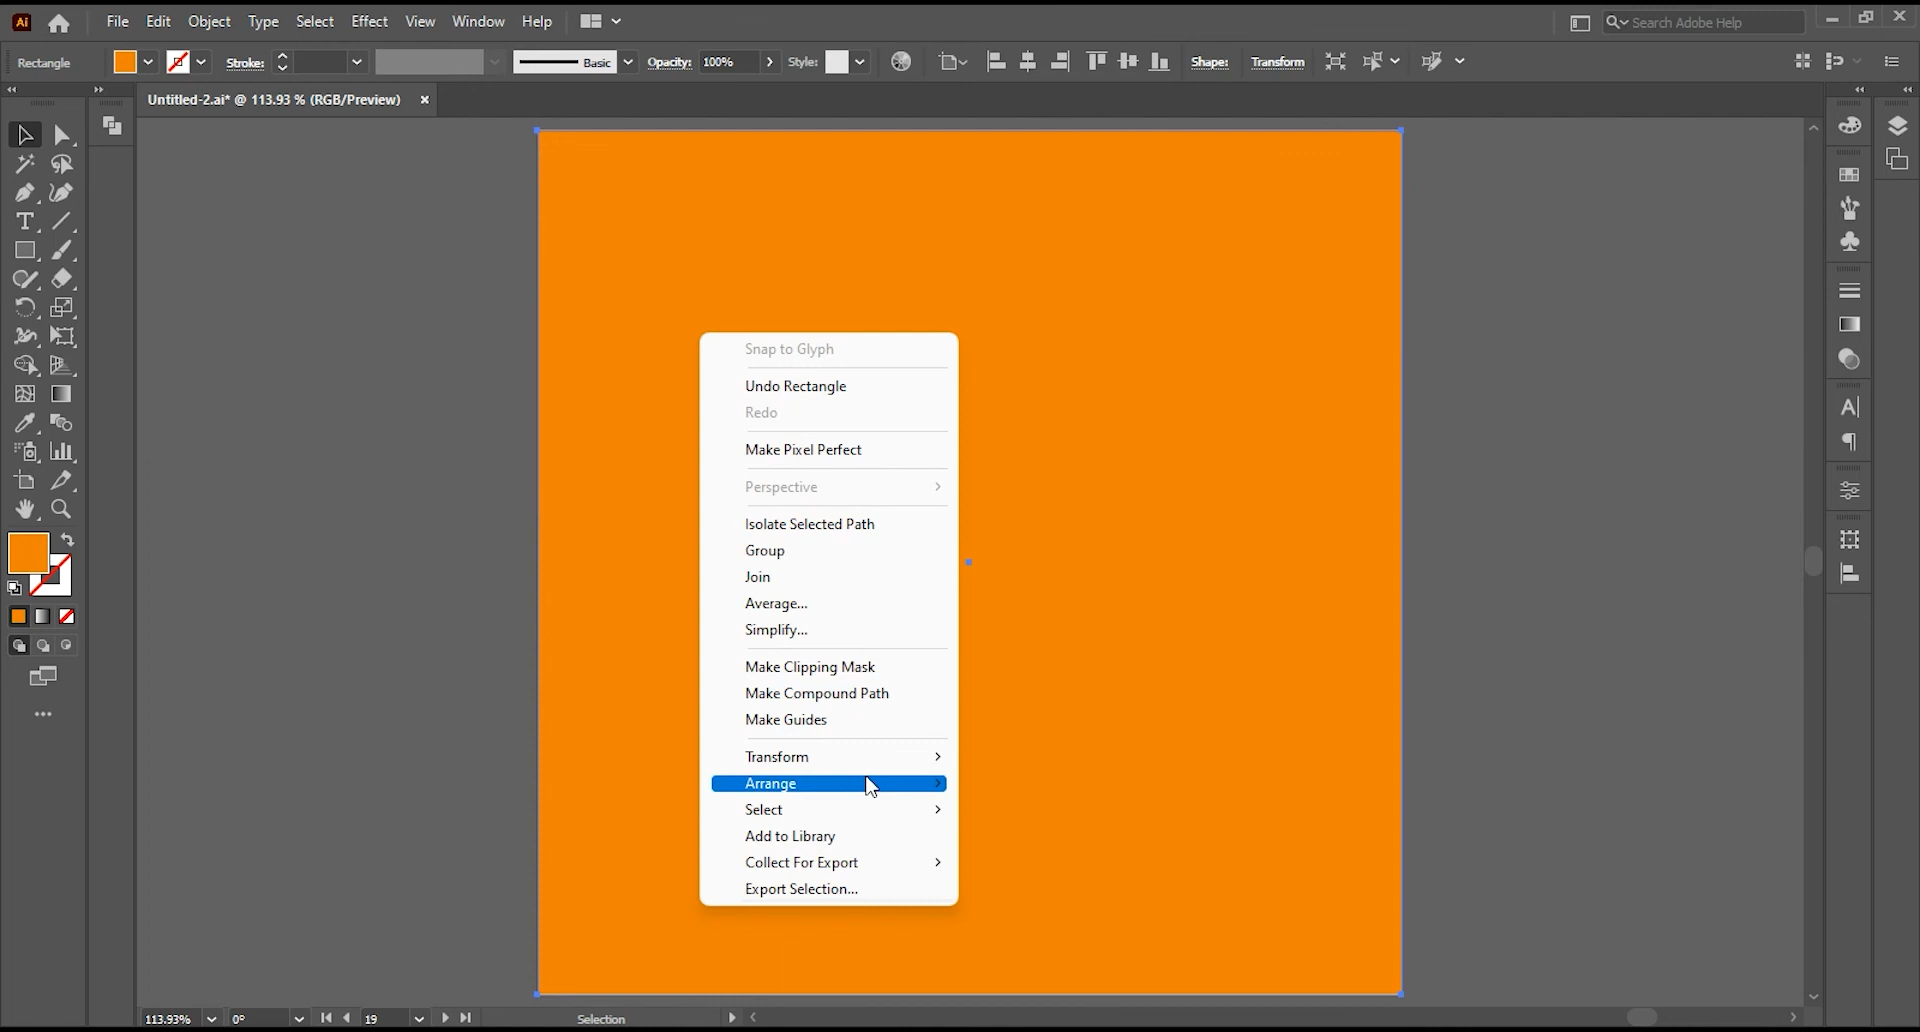 Ai File Edit Object Type Select Effect View Window Help Search Adobe Help
Rectangle Stroke: Basic Opacity: 100% Style: Shape: Transform
Untitled-2.ai* @ 113.93 % (RGB/Preview)
Snap to Glyph
Undo Rectangle
Redo
Make Pixel Perfect
Perspective
Isolate Selected Path
Group
Join
Average...
Simplify...
Make Clipping Mask
Make Compound Path
Make Guides
Transform
Arrange
Select
Add to Library
Collect For Export
Export Selection...
113.93% 0° 19 Selection